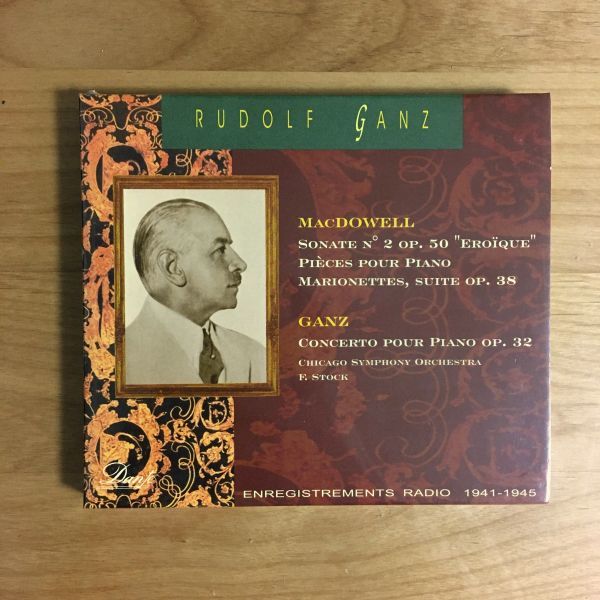 RUDOLF GANZ
MACDOWELL
SONATE N° 2 OP. 50 "EROÏQUE"
PIÈCES POUR PIANO
MARIONETTES, SUITE OP. 38
GANZ
CONCERTO POUR PIANO OP. 32
CHICAGO SYMPHONY ORCHESTRA
F. STOCK
Dante
ENREGISTREMENTS RADIO 1941-1945